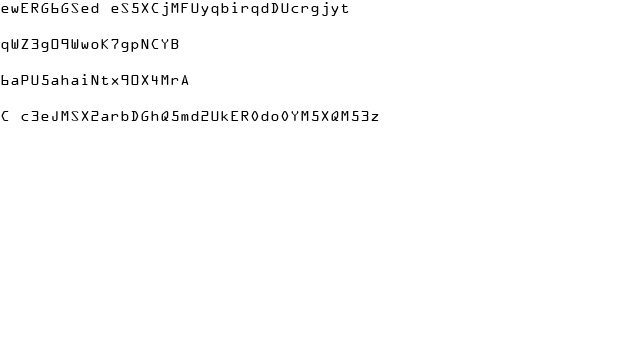 ewERG6GSed eS5XCjMFUyqbirqdDUcrgjyt
qWZ3gO9WwoK7gpNCYB
6aPU5ahaiNtx9OX4MrA
C c3eJMSX2arbDGhQ5md2UkER0do0YM5XQM53z